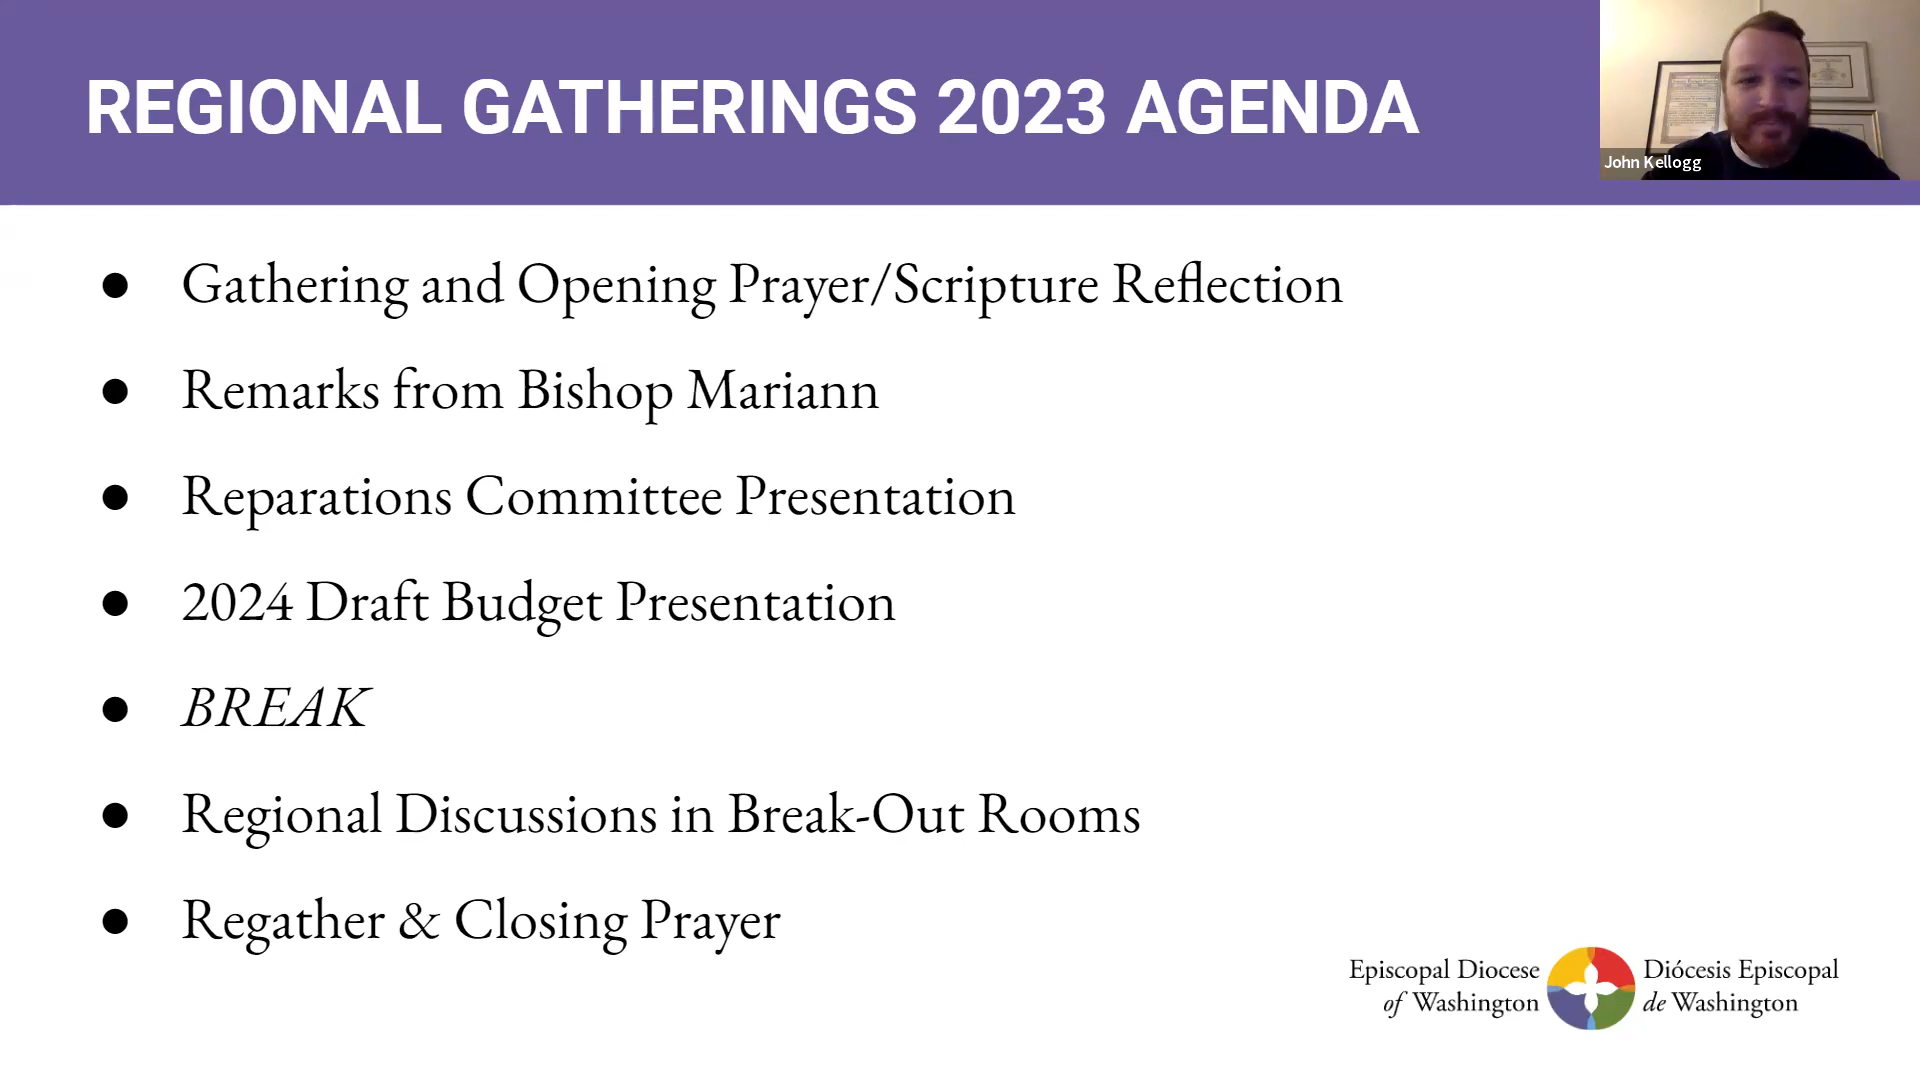 REGIONAL GATHERINGS 2023 AGENDA
John Kellogg
● Gathering and Opening Prayer/Scripture Reflection
● Remarks from Bishop Mariann
● Reparations Committee Presentation
● 2024 Draft Budget Presentation
● BREAK
● Regional Discussions in Break-Out Rooms
● Regather & Closing Prayer
Episcopal Diocese
of Washington
Diócesis Episcopal
de Washington